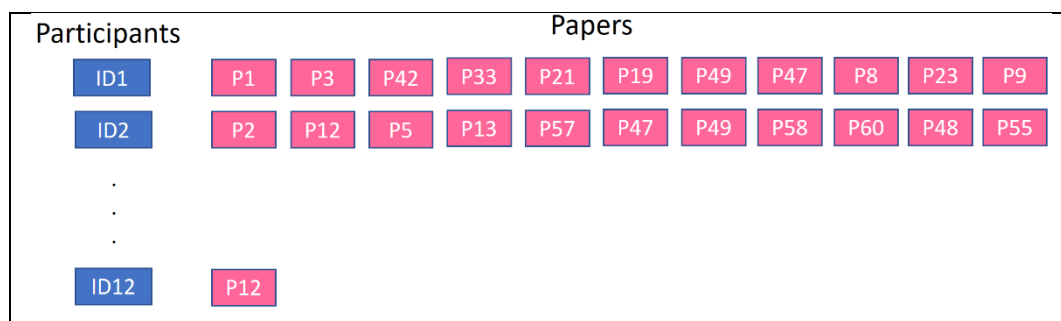 Participants Papers
ID1 P1 P3 P42 P33 P21 P19 P49 P47 P8 P23 P9
ID2 P2 P12 P5 P13 P57 P47 P49 P58 P60 P48 P55
.
.
.
ID12 P12